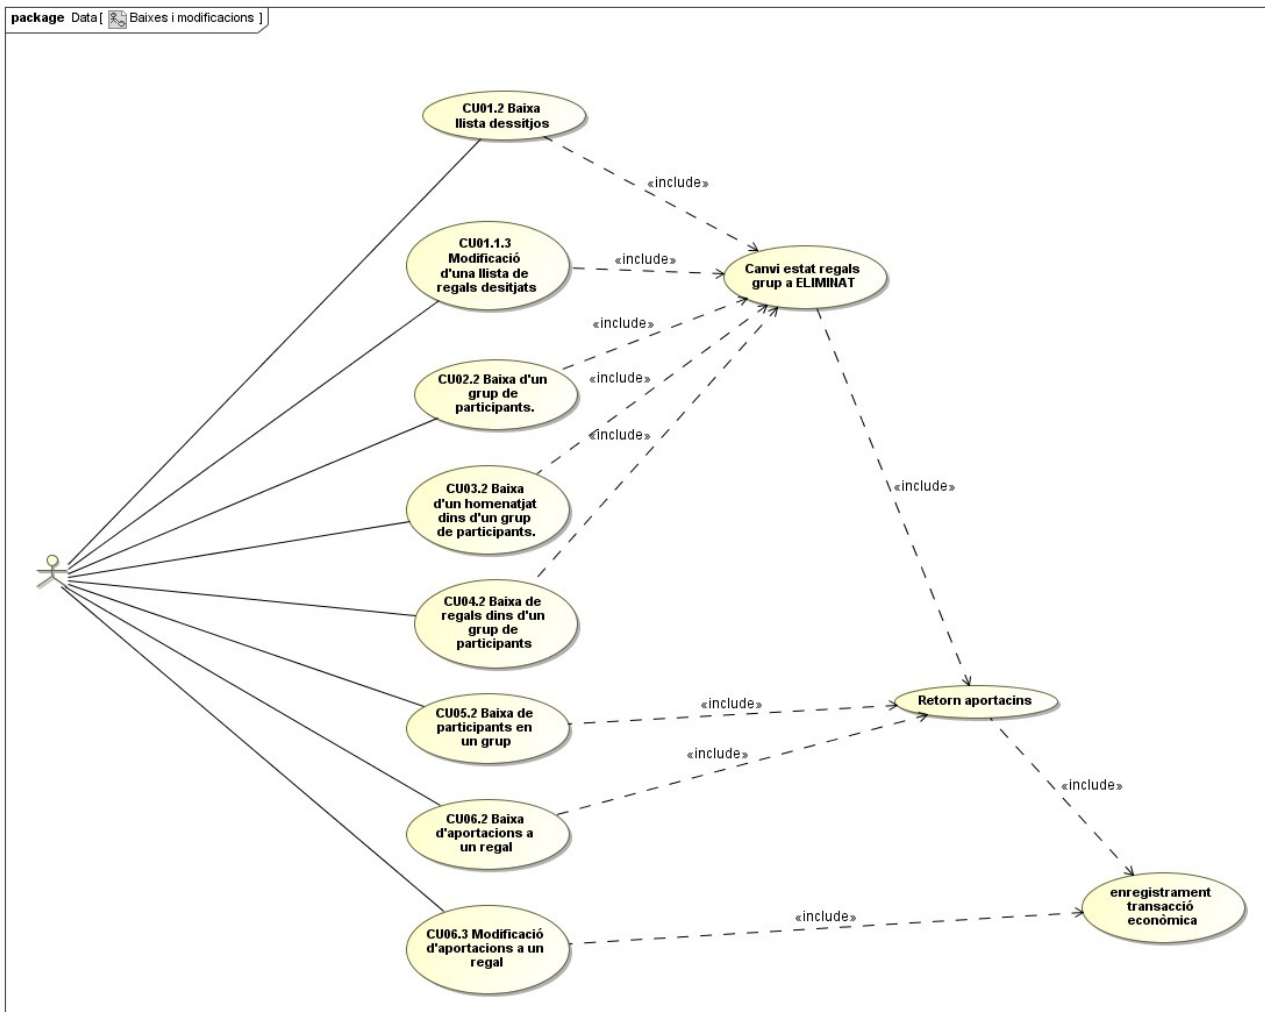 package Data [ Baixes i modificacions ]
CU01.2 Baixa
llista dessitjos
«include»
CU01.1.3
Modificació
d'una llista de
regals desitjats
«include»
Canvi estat regals
grup a ELIMINAT
«include»
CU02.2 Baixa d'un
grup de
participants.
«include»
«include»
CU03.2 Baixa
d'un homenatjat
dins d'un grup
de participants.
«include»
CU04.2 Baixa de
regals dins d'un
grup de
participants
CU05.2 Baixa de
participants en
un grup
«include»
Retorn aportacins
«include»
«include»
CU06.2 Baixa
d'aportacions a
un regal
enregistrament
transacció
econòmica
«include»
CU06.3 Modificació
d'aportacions a un
regal